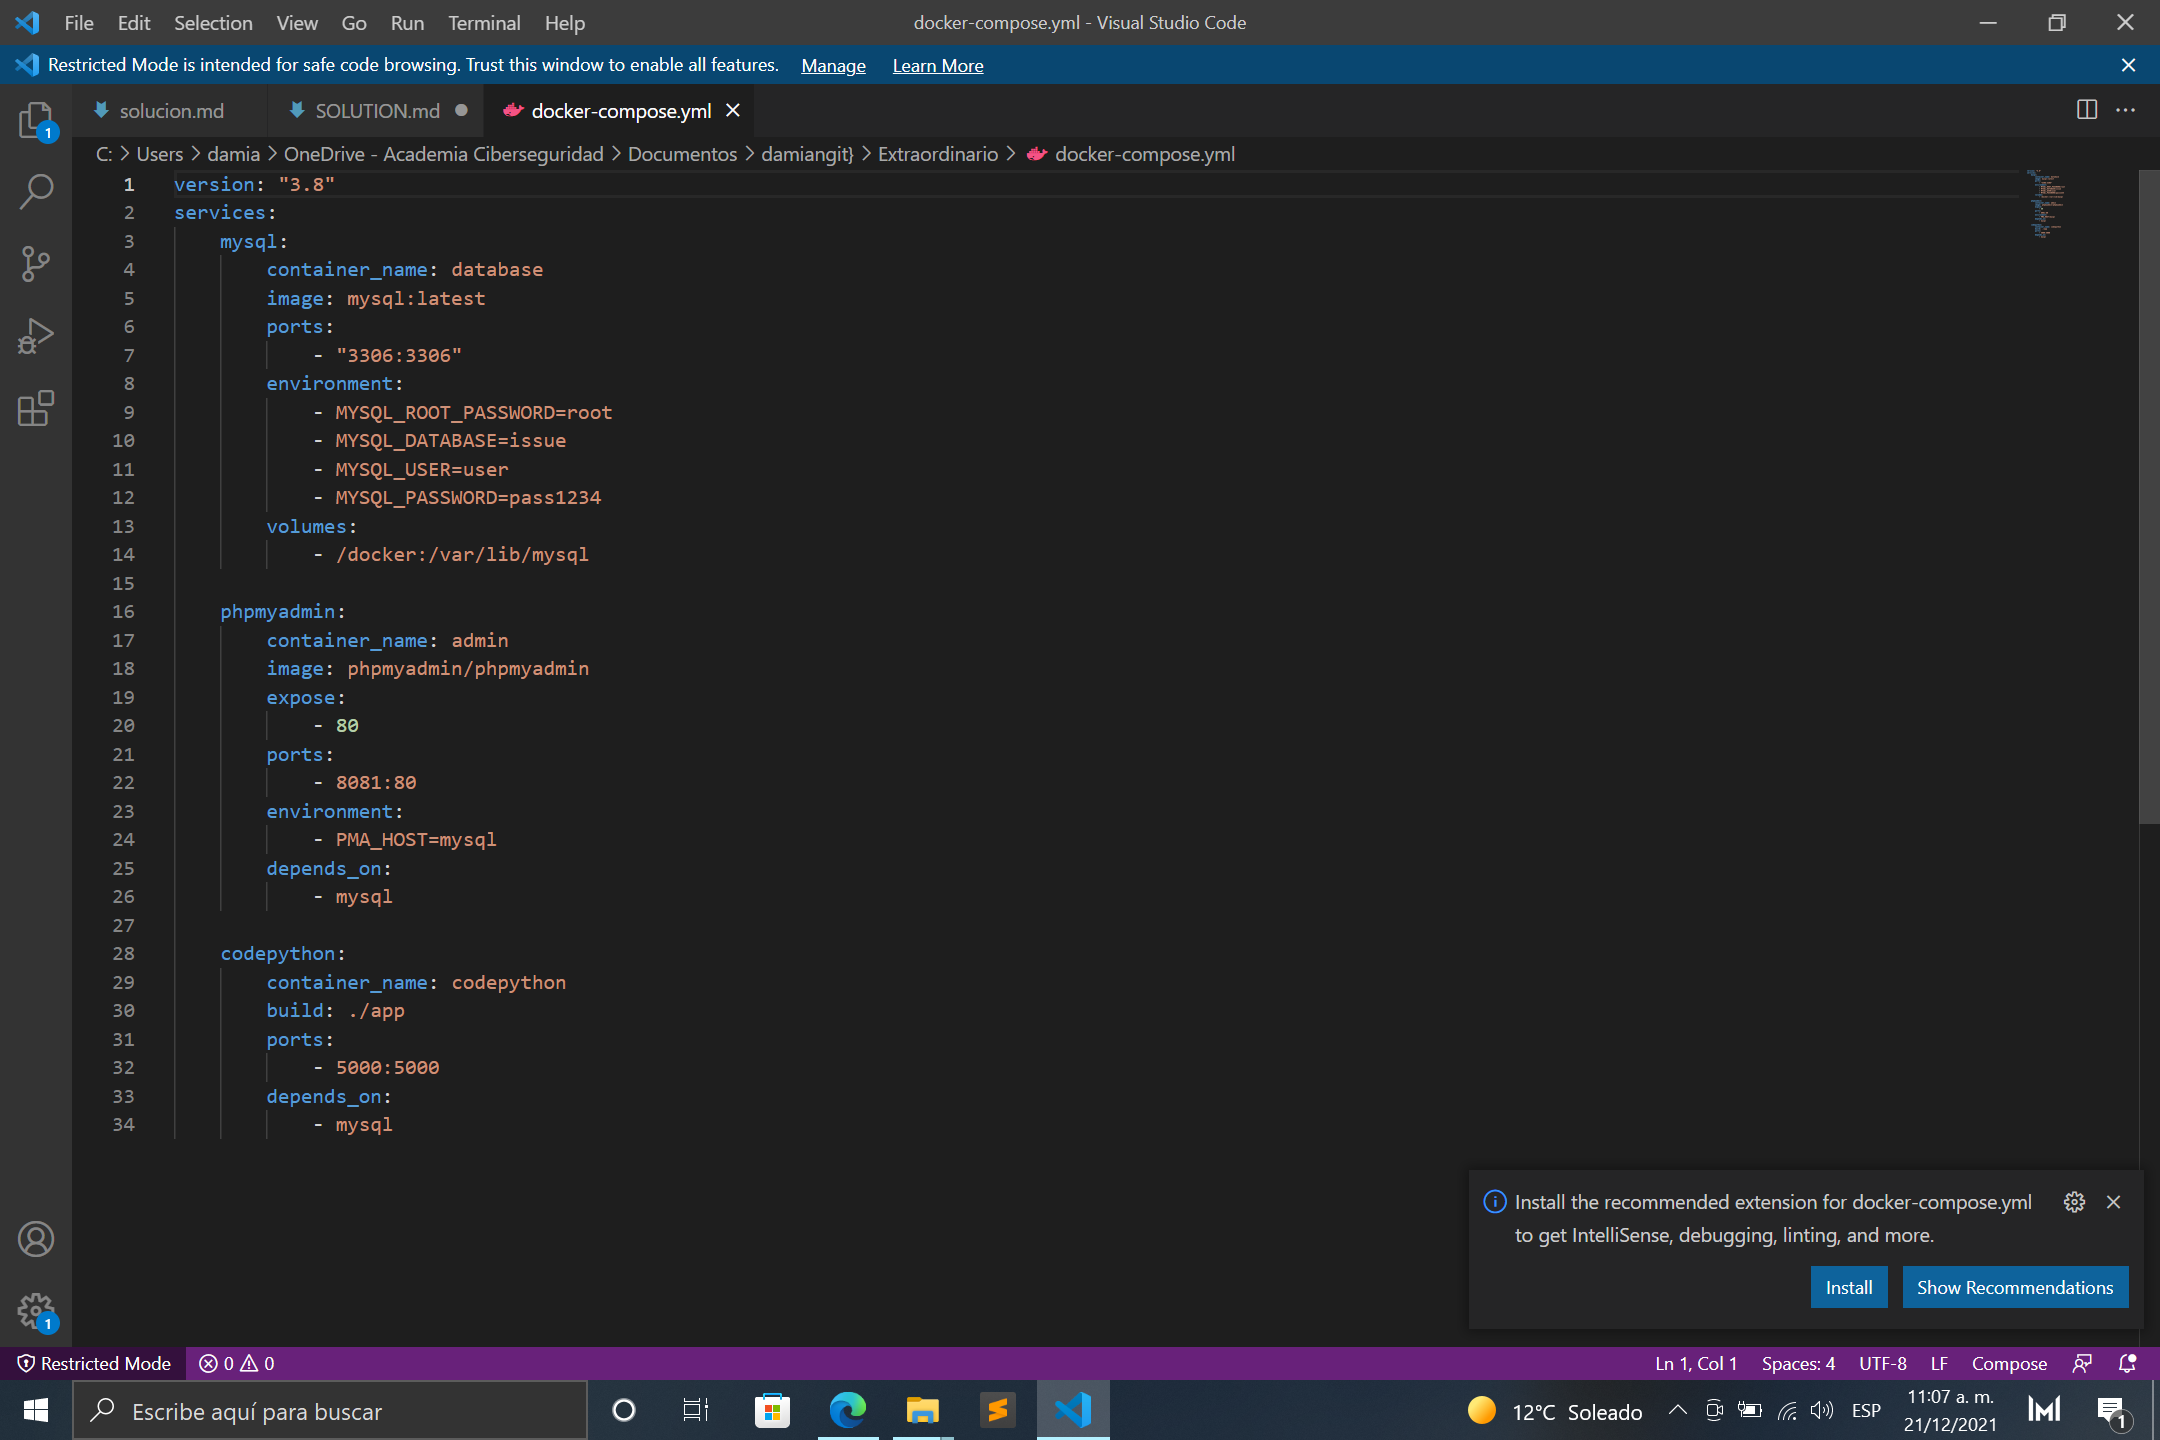 File Edit Selection View Go Run Terminal Help docker-compose.yml - Visual Studio Code
Restricted Mode is intended for safe code browsing. Trust this window to enable all features. Manage Learn More
solucion.md SOLUTION.md docker-compose.yml
C: > Users > damia > OneDrive - Academia Ciberseguridad > Documentos > damiangit} > Extraordinario > docker-compose.yml
1 version: "3.8"
2 services:
3     mysql:
4         container_name: database
5         image: mysql:latest
6         ports:
7             - "3306:3306"
8         environment:
9             - MYSQL_ROOT_PASSWORD=root
10             - MYSQL_DATABASE=issue
11             - MYSQL_USER=user
12             - MYSQL_PASSWORD=pass1234
13         volumes:
14             - /docker:/var/lib/mysql
15
16     phpmyadmin:
17         container_name: admin
18         image: phpmyadmin/phpmyadmin
19         expose:
20             - 80
21         ports:
22             - 8081:80
23         environment:
24             - PMA_HOST=mysql
25         depends_on:
26             - mysql
27
28     codepython:
29         container_name: codepython
30         build: ./app
31         ports:
32             - 5000:5000
33         depends_on:
34             - mysql
1
1
Install the recommended extension for docker-compose.yml
to get IntelliSense, debugging, linting, and more.
Install Show Recommendations
Restricted Mode 0 0 Ln 1, Col 1 Spaces: 4 UTF-8 LF Compose
Escribe aquí para buscar 12°C Soleado ESP 11:07 a. m.
21/12/2021
1